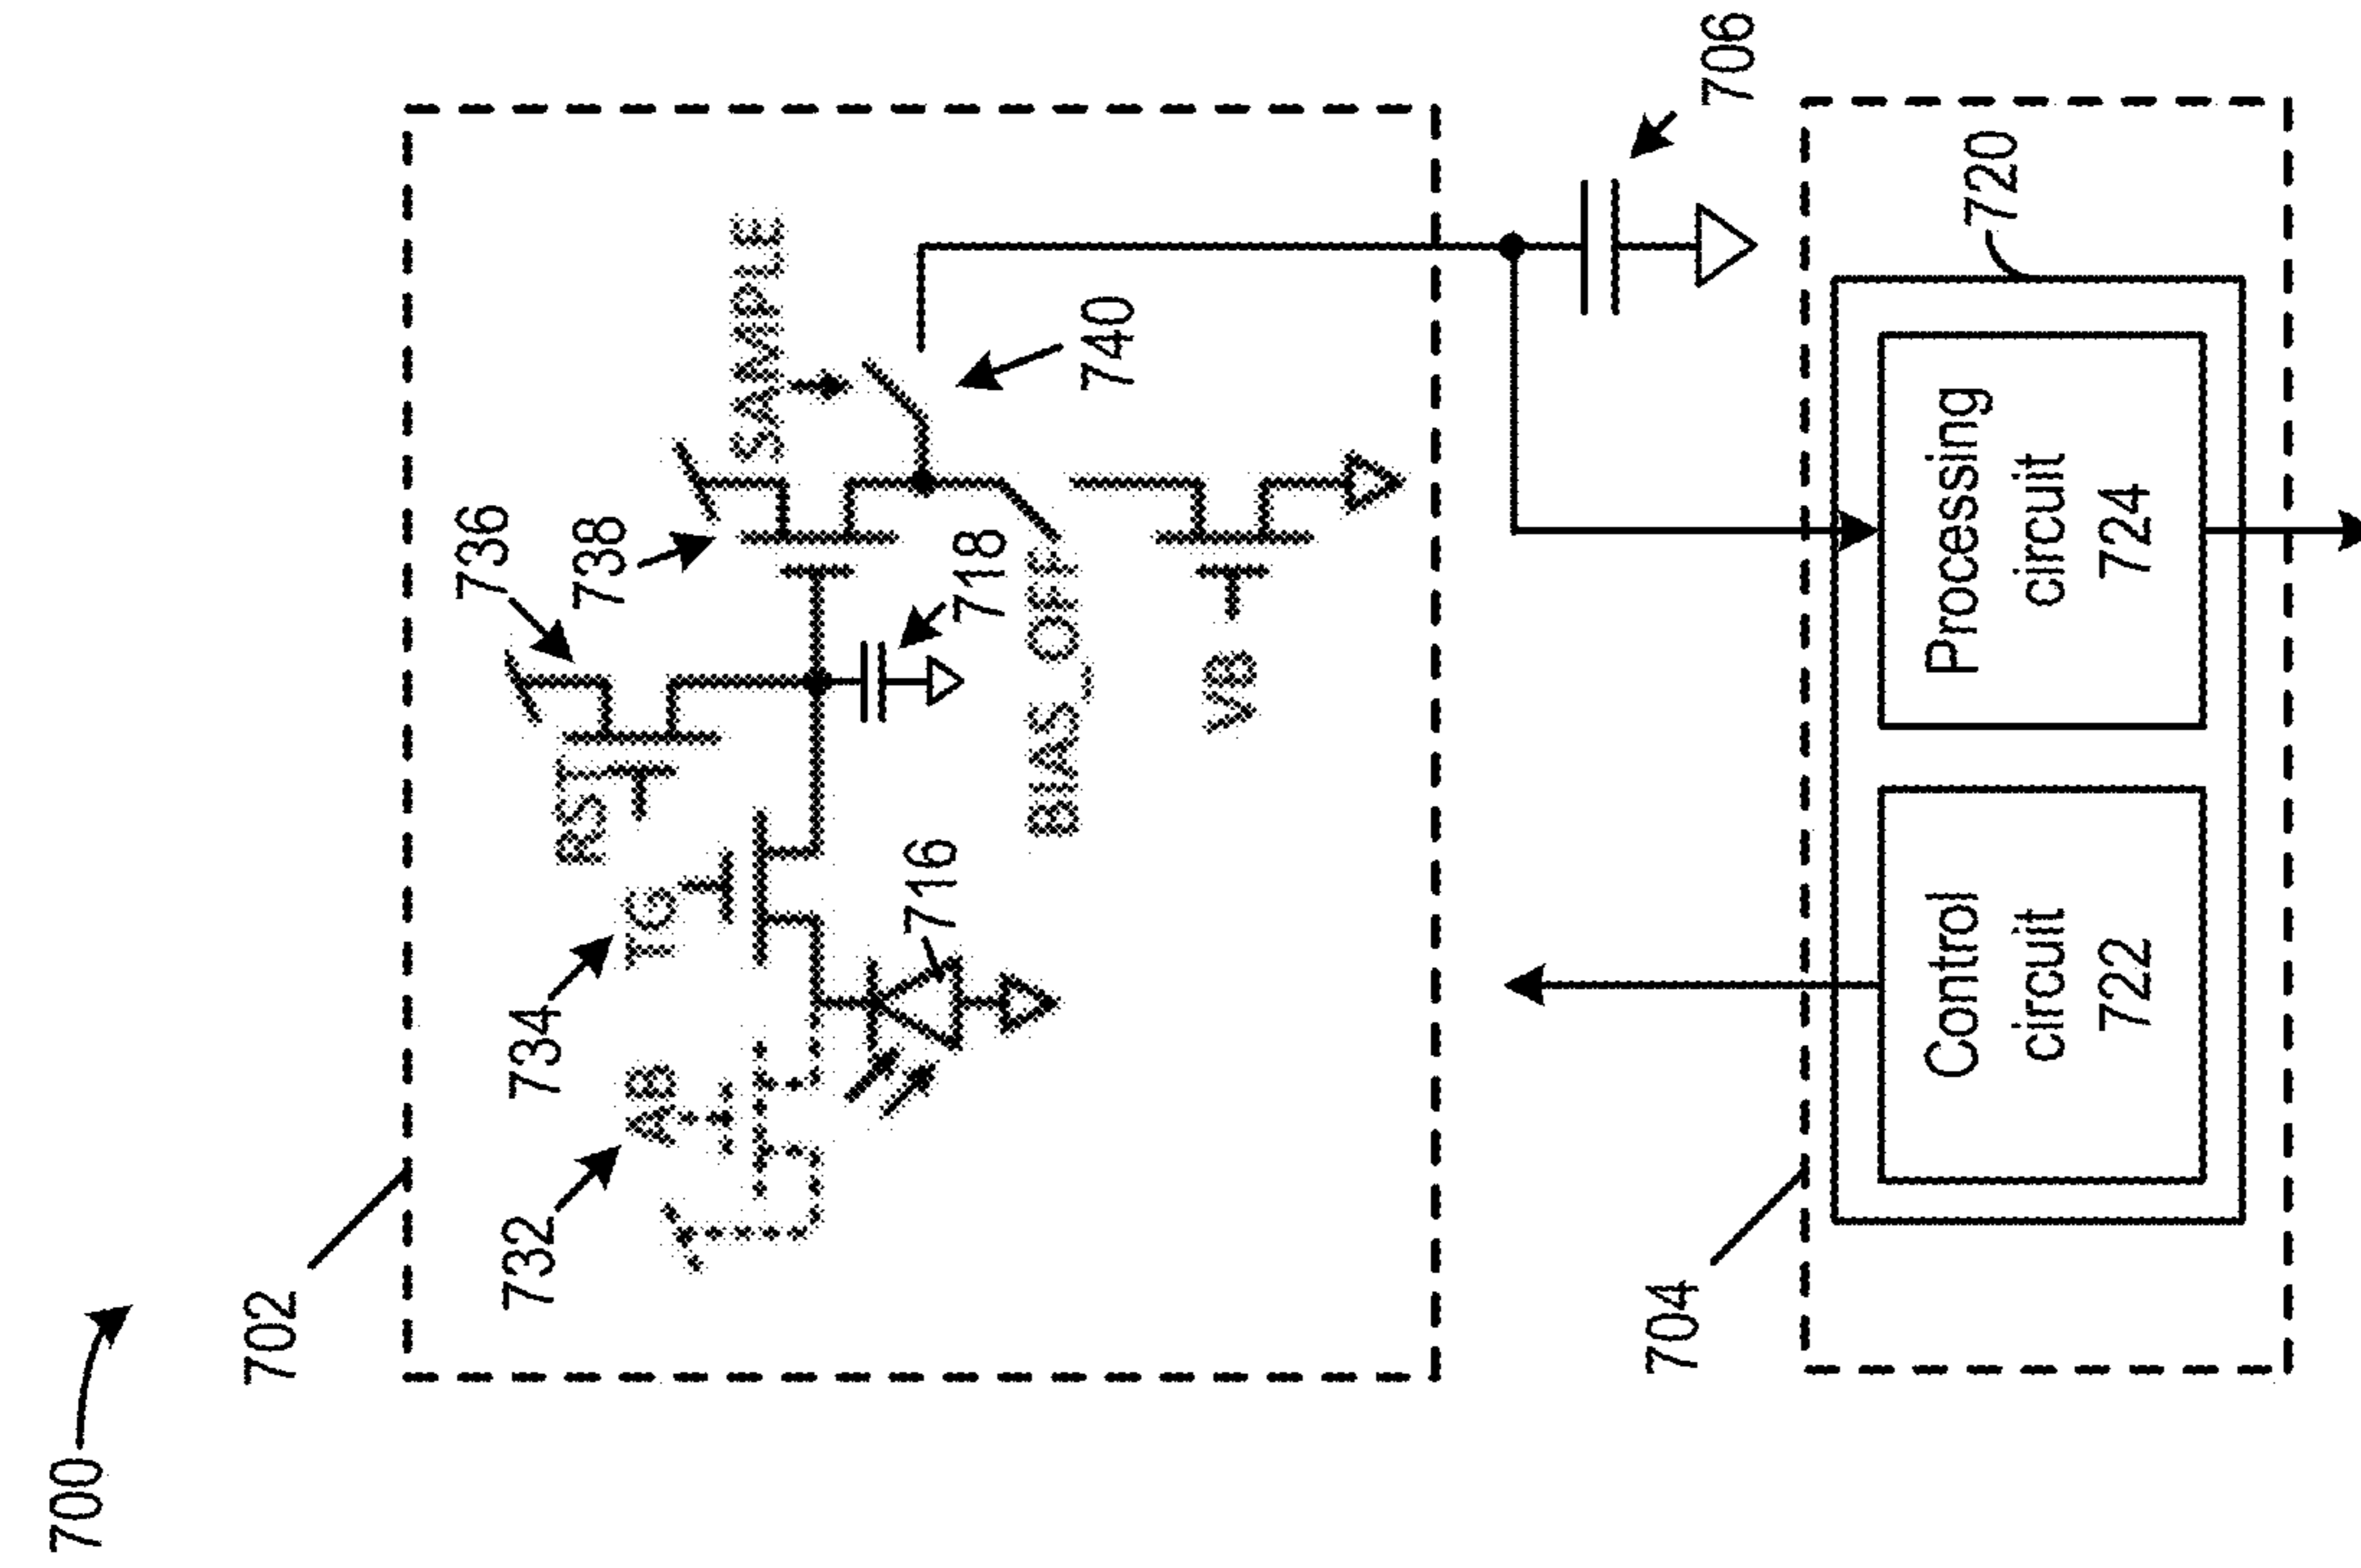 700
702
732
AB
734
TG
RST
736
738
SAMPLE
716
718
740
BIAS_OFF
VB
706
704
720
Control
circuit
722
Processing
circuit
724